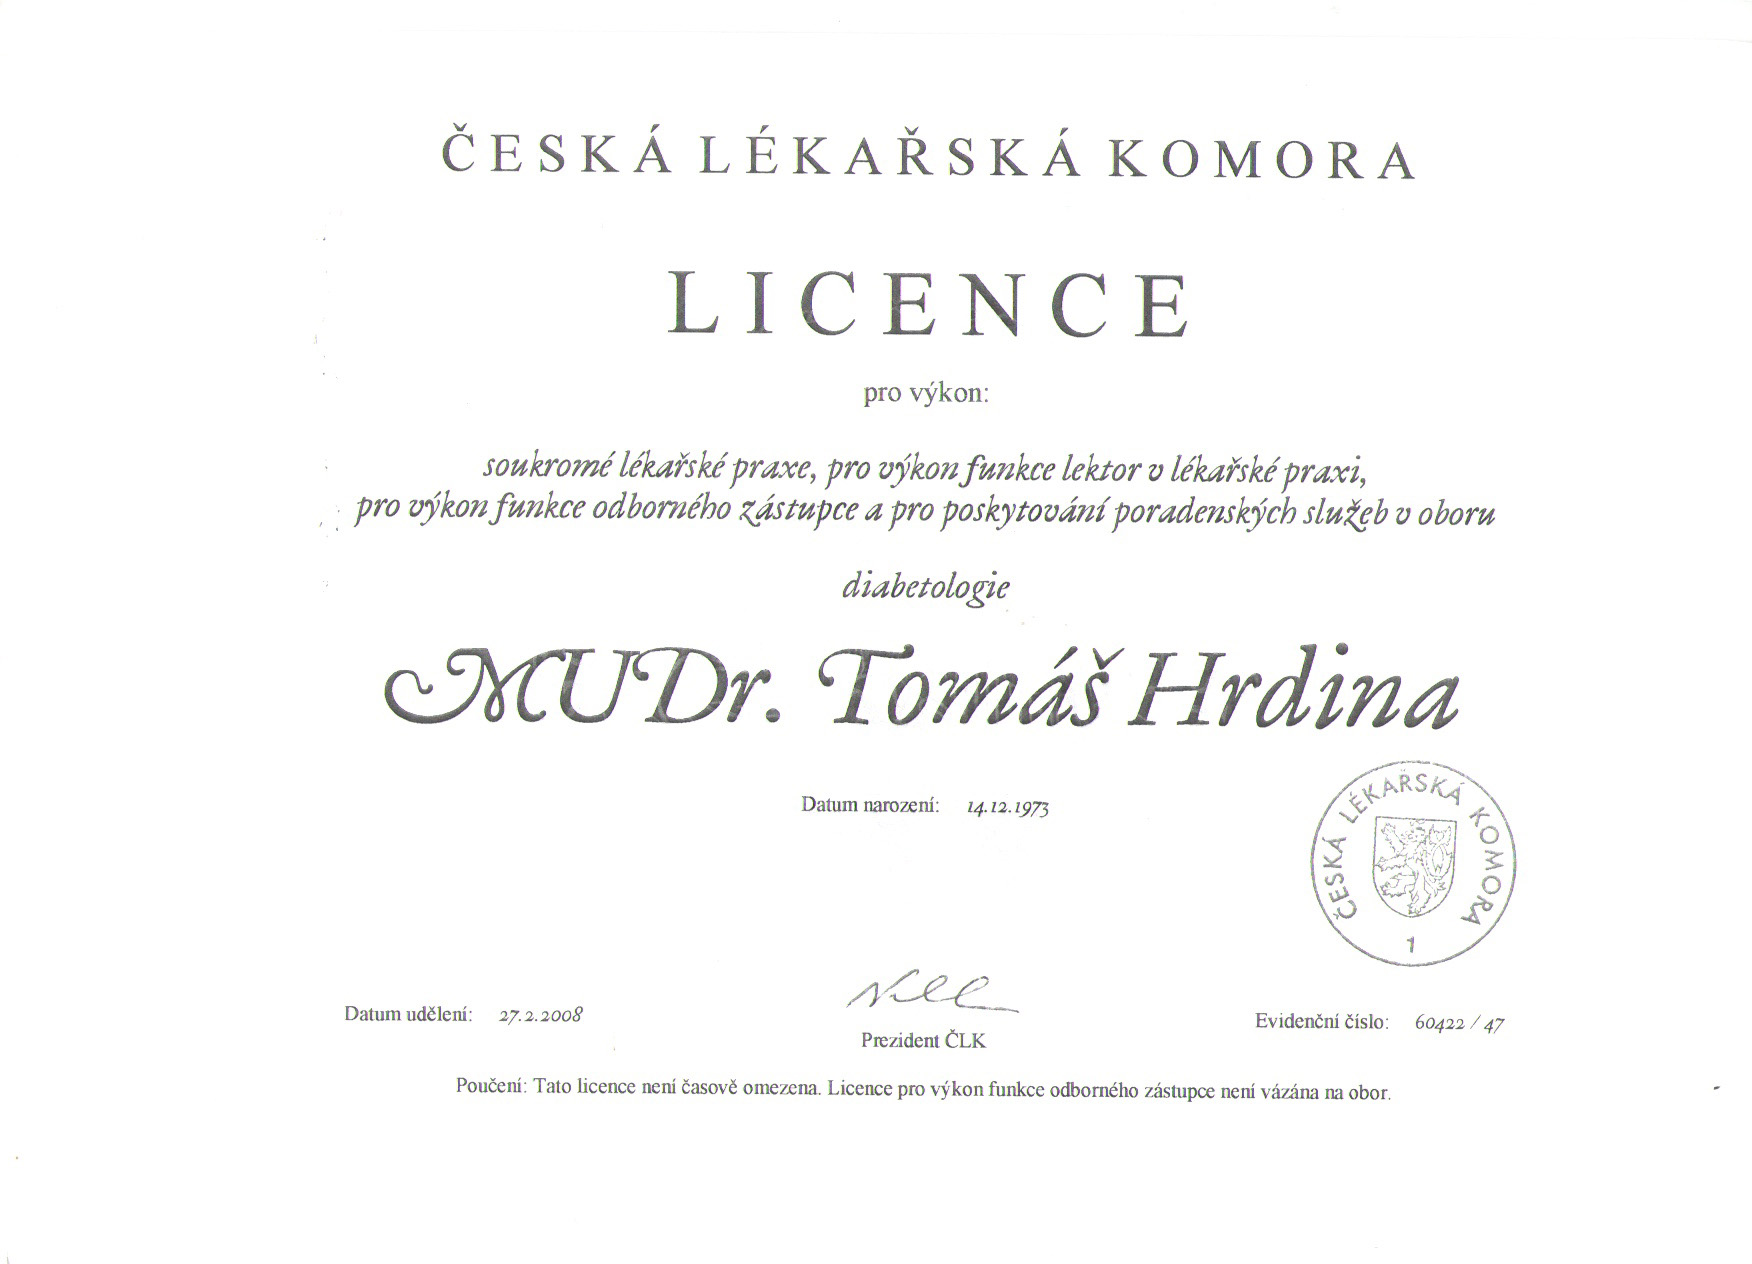 ČESKÁ LÉKAŘSKÁ KOMORA
LICENCE
pro výkon:
soukromé lékařské praxe, pro výkon funkce lektor v lékařské praxi,
pro výkon funkce odborného zástupce a pro poskytování poradenských služeb v oboru
diabetologie
MUDr. Tomáš Hrdina
Datum narození: 14.12.1973
ČESKÁ LÉKAŘSKÁ KOMORA
1
Datum udělení: 27.2.2008
Prezident ČLK
Evidenční číslo: 60422 / 47
Poučení: Tato licence není časově omezena. Licence pro výkon funkce odborného zástupce není vázána na obor.